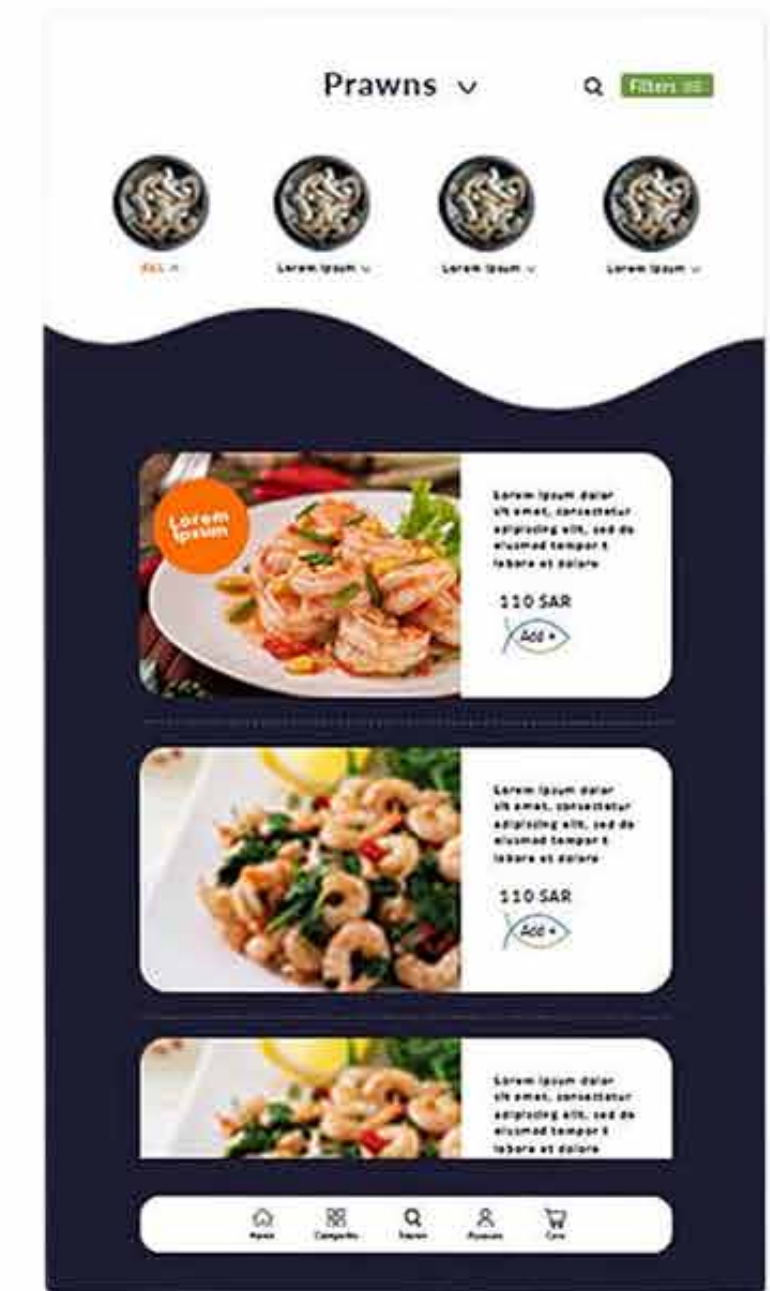 Prawns
Filters
ALL
Lorem Ipsum
Lorem Ipsum
Lorem Ipsum
Lorem
Ipsum
Lorem ipsum dolor
sit amet, consectetur
adipiscing elit, sed do
eiusmod tempor t
labore et dolore
110 SAR
Add +
Lorem ipsum dolor
sit amet, consectetur
adipiscing elit, sed do
eiusmod tempor t
labore et dolore
110 SAR
Add +
Lorem ipsum dolor
sit amet, consectetur
adipiscing elit, sed do
eiusmod tempor t
labore et dolore
Home
Search
Account
Cart